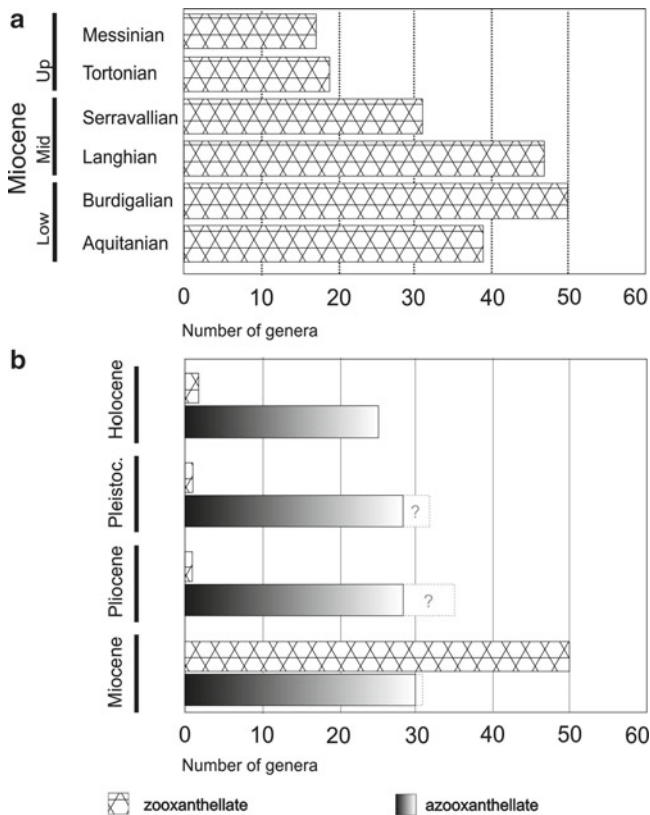 a
Miocene
Up
Mid
Low
Messinian
Tortonian
Serravallian
Langhian
Burdigalian
Aquitanian
0 10 20 30 40 50 60
Number of genera
b
Holocene
Pleistoc.
?
Pliocene
?
Miocene
0 10 20 30 40 50 60
Number of genera
zooxanthellate azooxanthellate